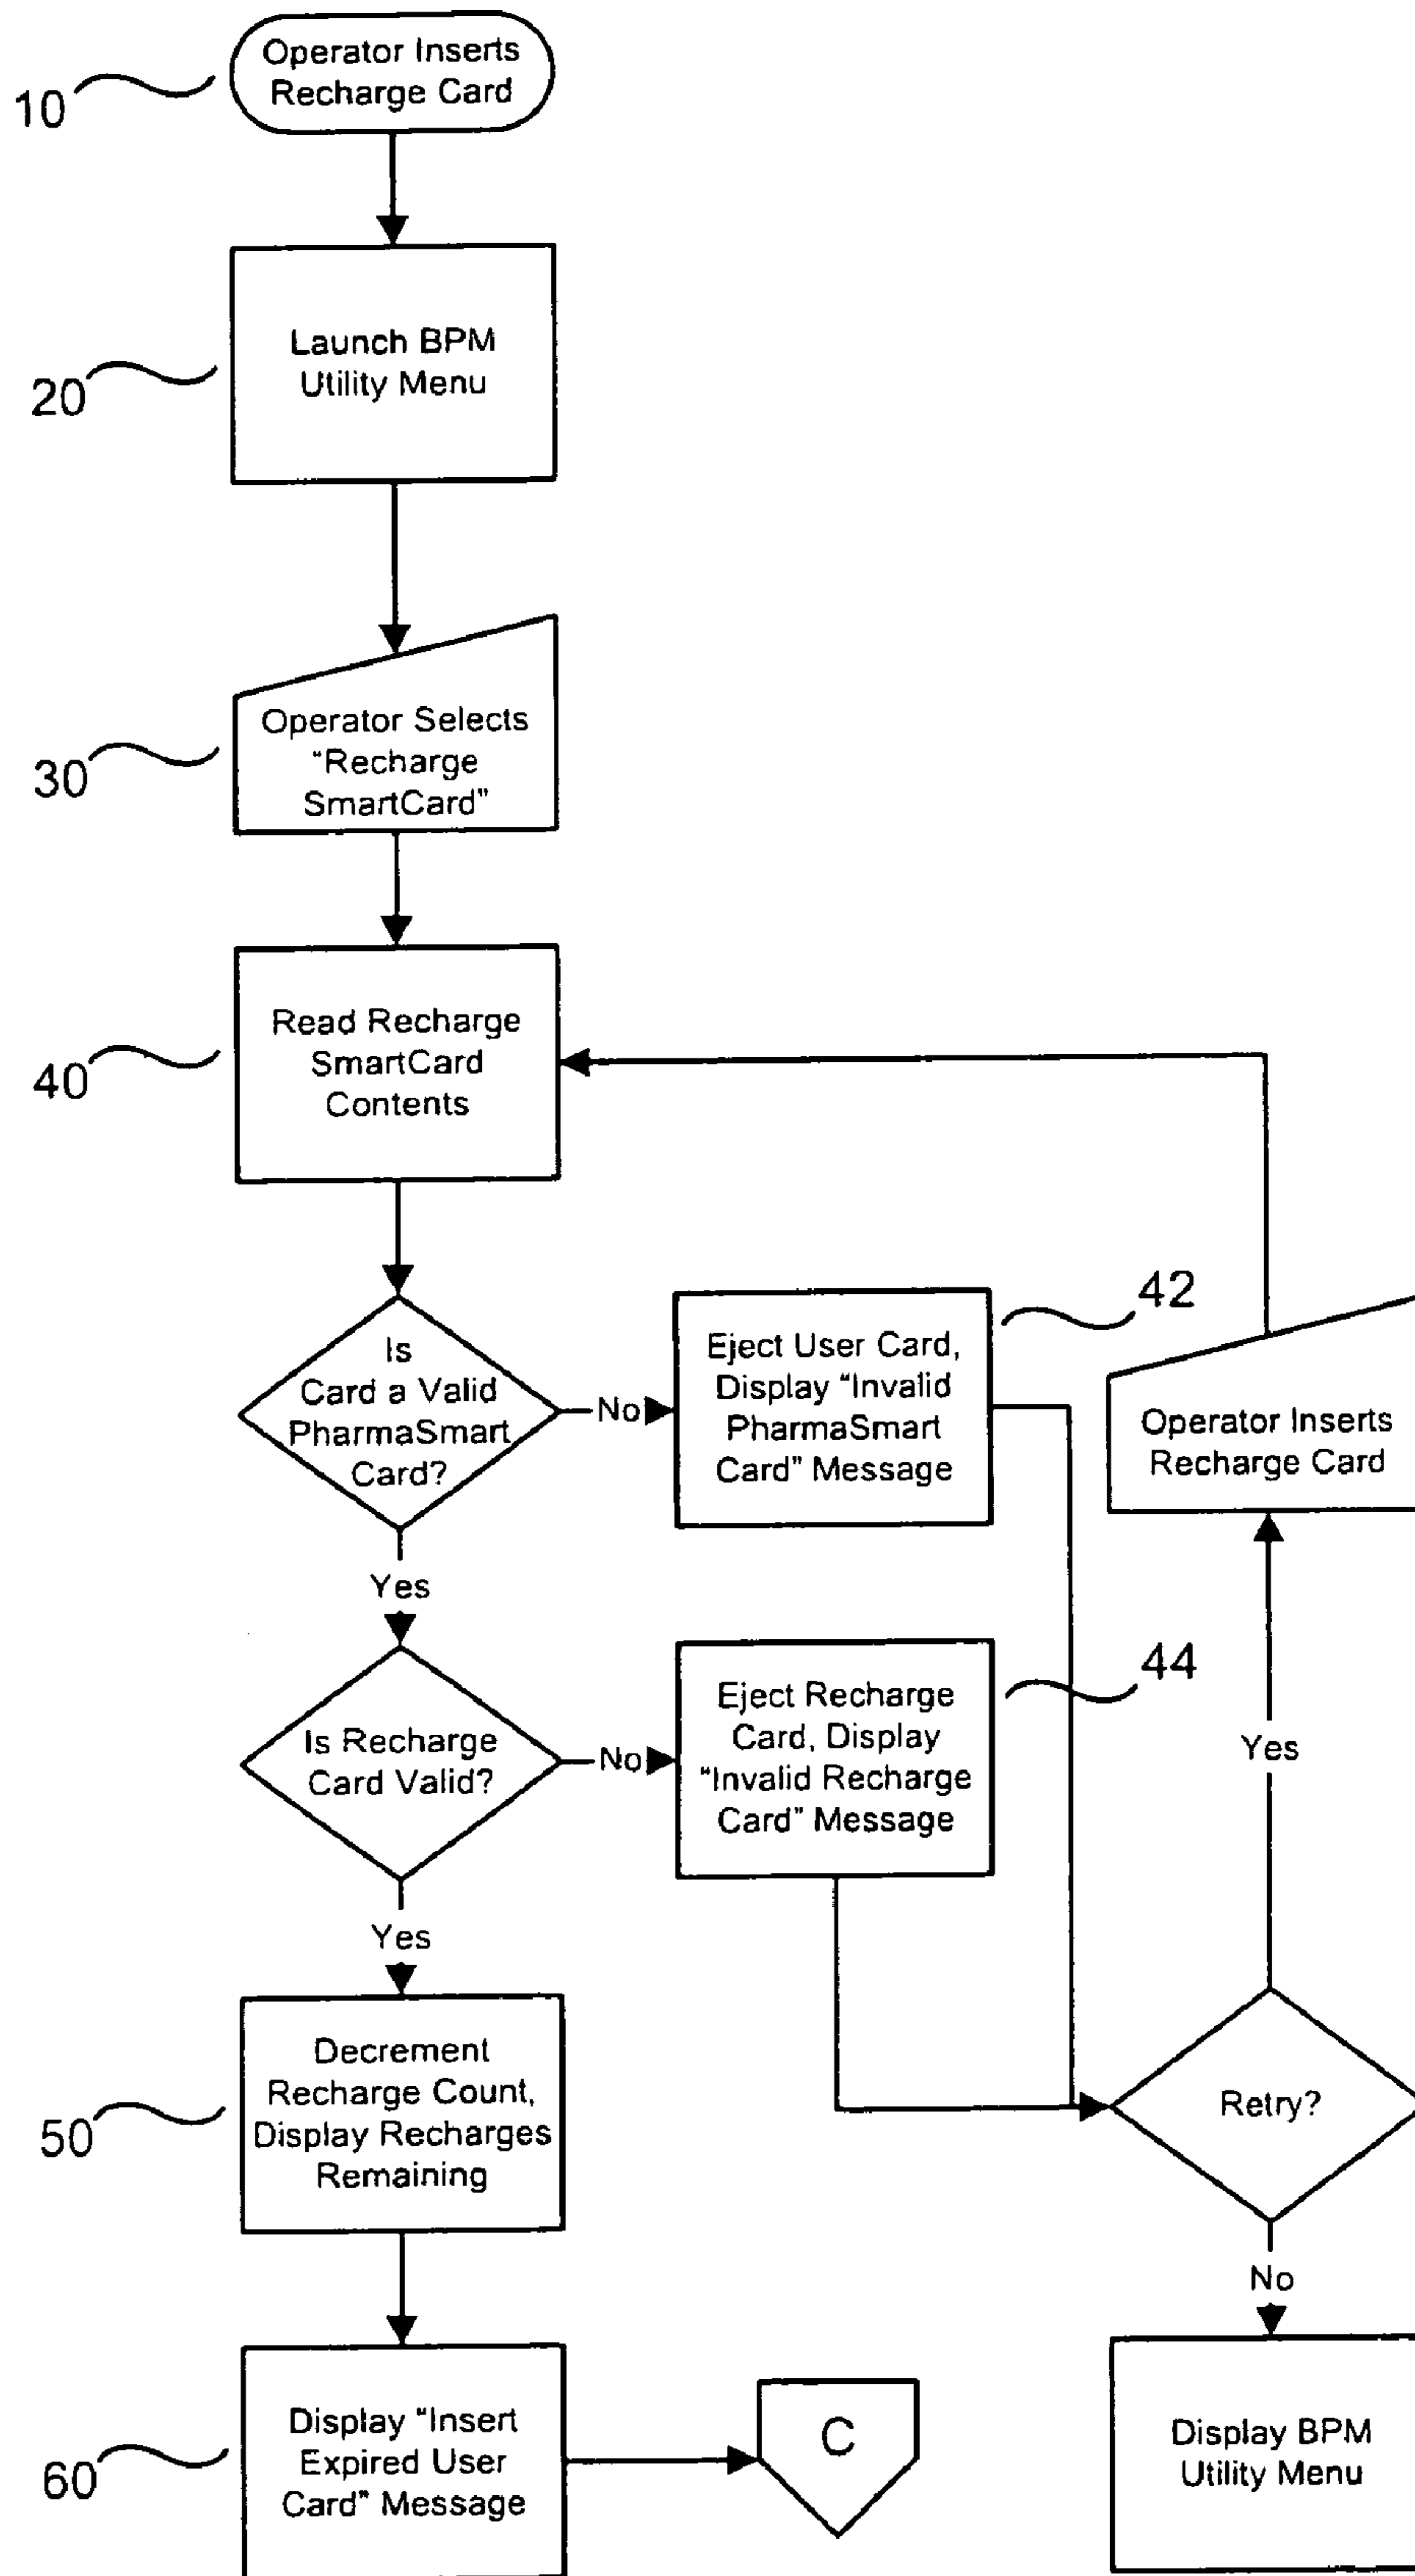 Operator Inserts
Recharge Card
10
Launch BPM
Utility Menu
20
Operator Selects
"Recharge
SmartCard"
30
Read Recharge
SmartCard
Contents
40
Is
Card a Valid
PharmaSmart
Card?
No
Eject User Card,
Display "Invalid
PharmaSmart
Card" Message
42
Operator Inserts
Recharge Card
Yes
Is Recharge
Card Valid?
No
Eject Recharge
Card, Display
"Invalid Recharge
Card" Message
44
Yes
Yes
Decrement
Recharge Count,
Display Recharges
Remaining
50
Retry?
No
Display "Insert
Expired User
Card" Message
60
C
Display BPM
Utility Menu